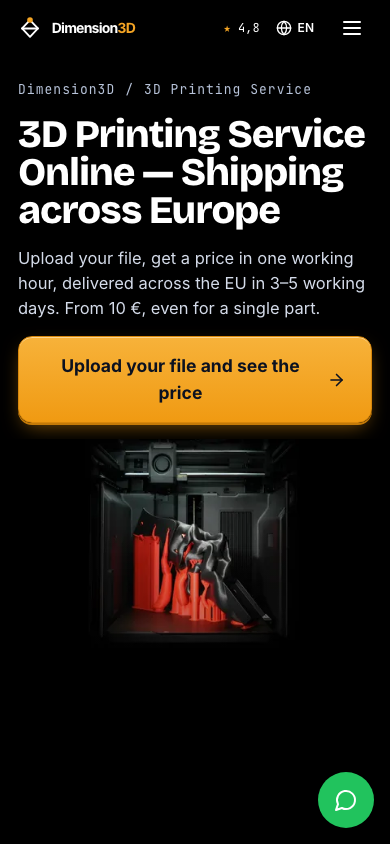 Dimension3D
★ 4,8
EN
Dimension3D / 3D Printing Service
3D Printing Service
Online — Shipping
across Europe
Upload your file, get a price in one working
hour, delivered across the EU in 3–5 working
days. From 10 €, even for a single part.
Upload your file and see the
price